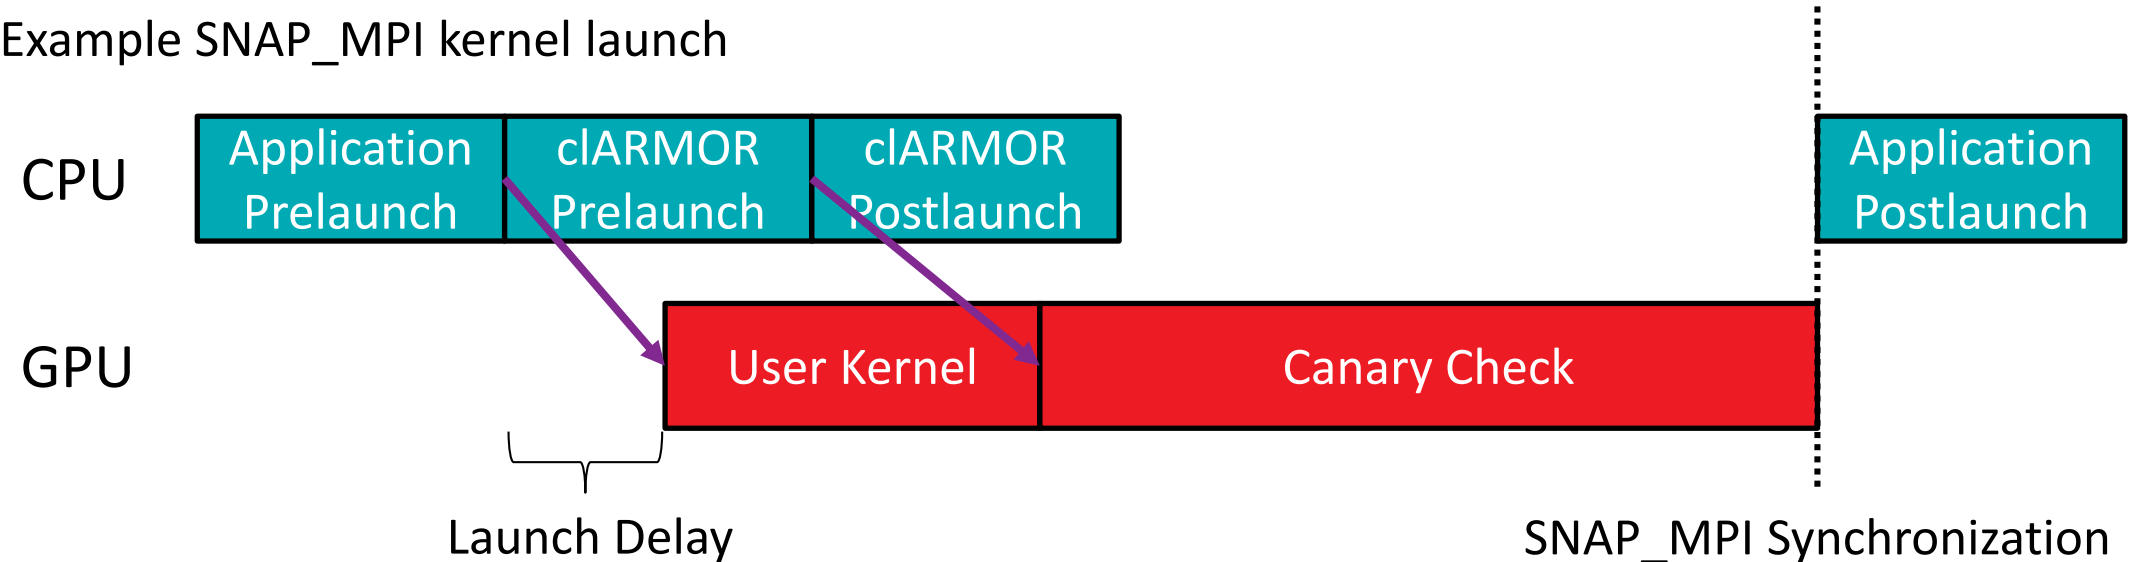 Example SNAP_MPI kernel launch
CPU
Application
Prelaunch
clARMOR
Prelaunch
clARMOR
Postlaunch
Application
Postlaunch
GPU
User Kernel
Canary Check
Launch Delay
SNAP_MPI Synchronization